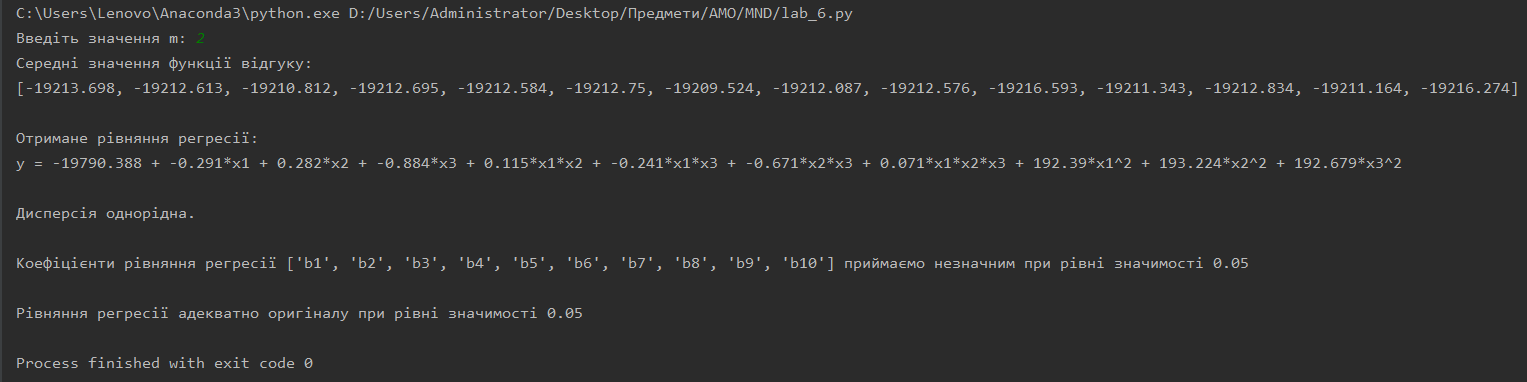 C:\Users\Lenovo\Anaconda3\python.exe D:/Users/Administrator/Desktop/Предмети/АМО/MND/lab_6.py
Введіть значення m: 2
Середні значення функції відгуку:
[-19213.698, -19212.613, -19210.812, -19212.695, -19212.584, -19212.75, -19209.524, -19212.087, -19212.576, -19216.593, -19211.343, -19212.834, -19211.164, -19216.274]
Отримане рівняння регресії:
y = -19790.388 + -0.291*x1 + 0.282*x2 + -0.884*x3 + 0.115*x1*x2 + -0.241*x1*x3 + -0.671*x2*x3 + 0.071*x1*x2*x3 + 192.39*x1^2 + 193.224*x2^2 + 192.679*x3^2
Дисперсія однорідна.
Коефіцієнти рівняння регресії ['b1', 'b2', 'b3', 'b4', 'b5', 'b6', 'b7', 'b8', 'b9', 'b10'] приймаємо незначним при рівні значимості 0.05
Рівняння регресії адекватно оригіналу при рівні значимості 0.05
Process finished with exit code 0